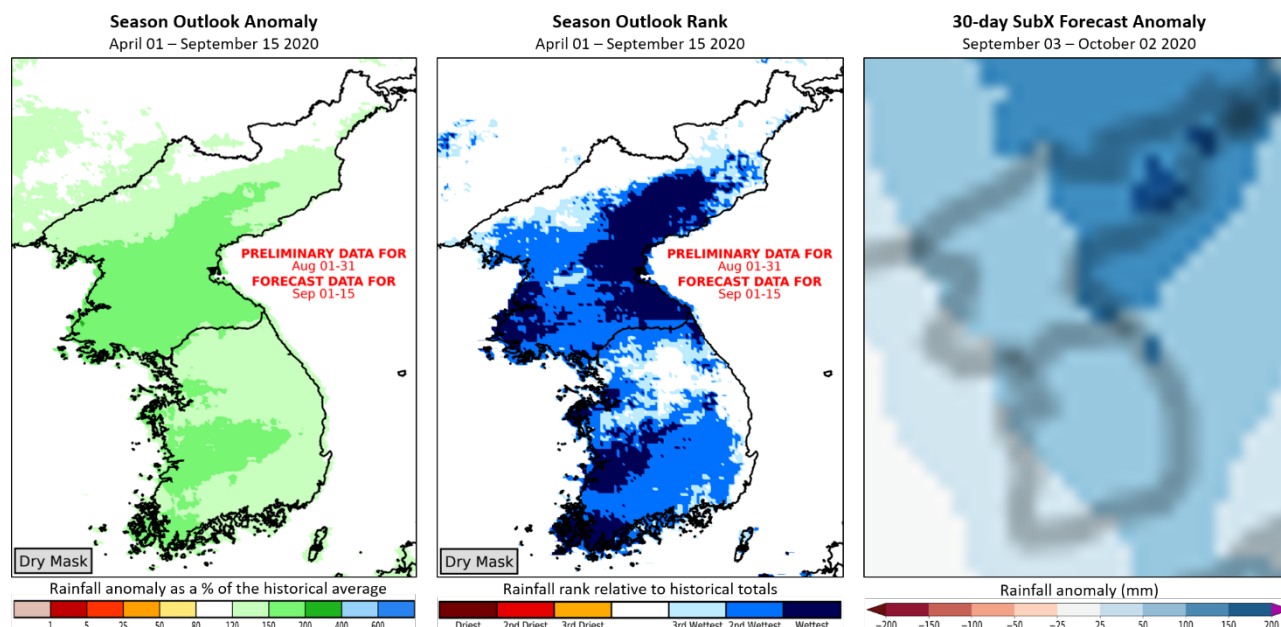 Season Outlook Anomaly
April 01 – September 15 2020
PRELIMINARY DATA FOR
Aug 01-31
FORECAST DATA FOR
Sep 01-15
Dry Mask
Rainfall anomaly as a % of the historical average
1 5 25 50 80 120 150 200 400 600
Season Outlook Rank
April 01 – September 15 2020
PRELIMINARY DATA FOR
Aug 01-31
FORECAST DATA FOR
Sep 01-15
Dry Mask
Rainfall rank relative to historical totals
Driest 2nd Driest 3rd Driest 3rd Wettest 2nd Wettest Wettest
30-day SubX Forecast Anomaly
September 03 – October 02 2020
Rainfall anomaly (mm)
−200 −150 −100 −50 −25 25 50 100 150 200